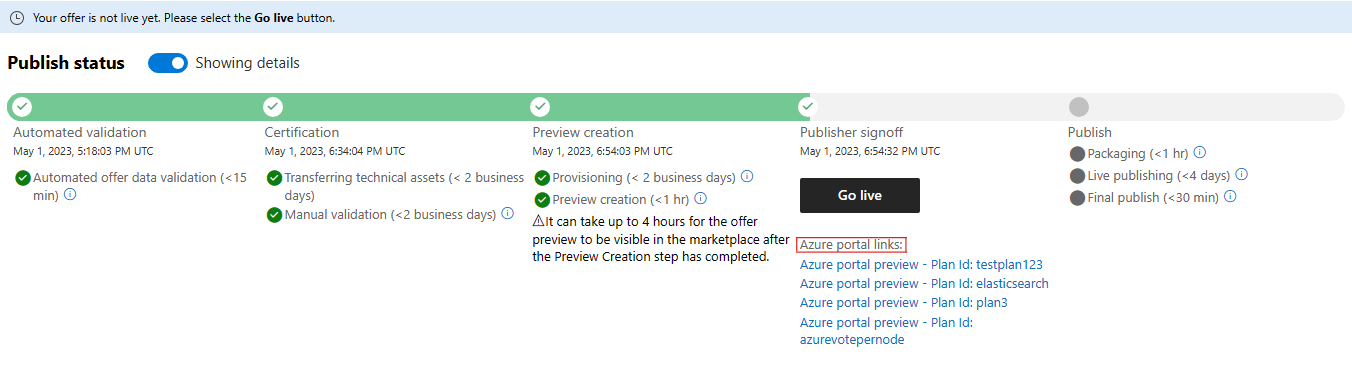 Your offer is not live yet. Please select the Go live button.
Publish status
Showing details
Automated validation
May 1, 2023, 5:18:03 PM UTC
Automated offer data validation (<15
min)
Certification
May 1, 2023, 6:34:04 PM UTC
Transferring technical assets (< 2 business
days)
Manual validation (<2 business days)
Preview creation
May 1, 2023, 6:54:03 PM UTC
Provisioning (< 2 business days)
Preview creation (<1 hr)
It can take up to 4 hours for the offer
preview to be visible in the marketplace after
the Preview Creation step has completed.
Publisher signoff
May 1, 2023, 6:54:32 PM UTC
Go live
Azure portal links:
Azure portal preview - Plan Id: testplan123
Azure portal preview - Plan Id: elasticsearch
Azure portal preview - Plan Id: plan3
Azure portal preview - Plan Id:
azurevotepernode
Publish
Packaging (<1 hr)
Live publishing (<4 days)
Final publish (<30 min)